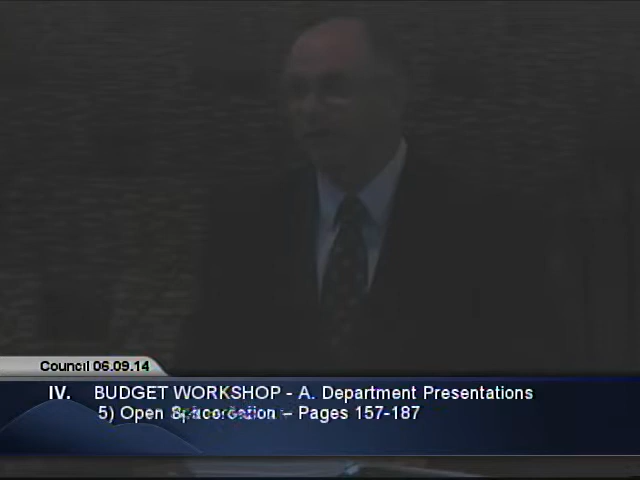 Council 06.09.14
IV. BUDGET WORKSHOP - A. Department Presentations
5) Open – Pages 157-187